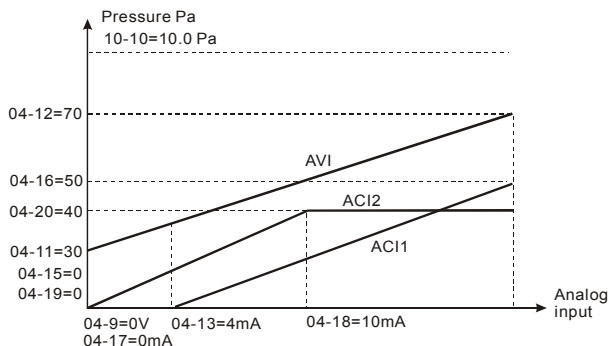 Pressure Pa
10-10=10.0 Pa
04-12=70
AVI
04-16=50
ACI2
04-20=40
ACI1
04-11=30
04-15=0
04-19=0
Analog
input
04-9=0V 04-13=4mA 04-18=10mA
04-17=0mA